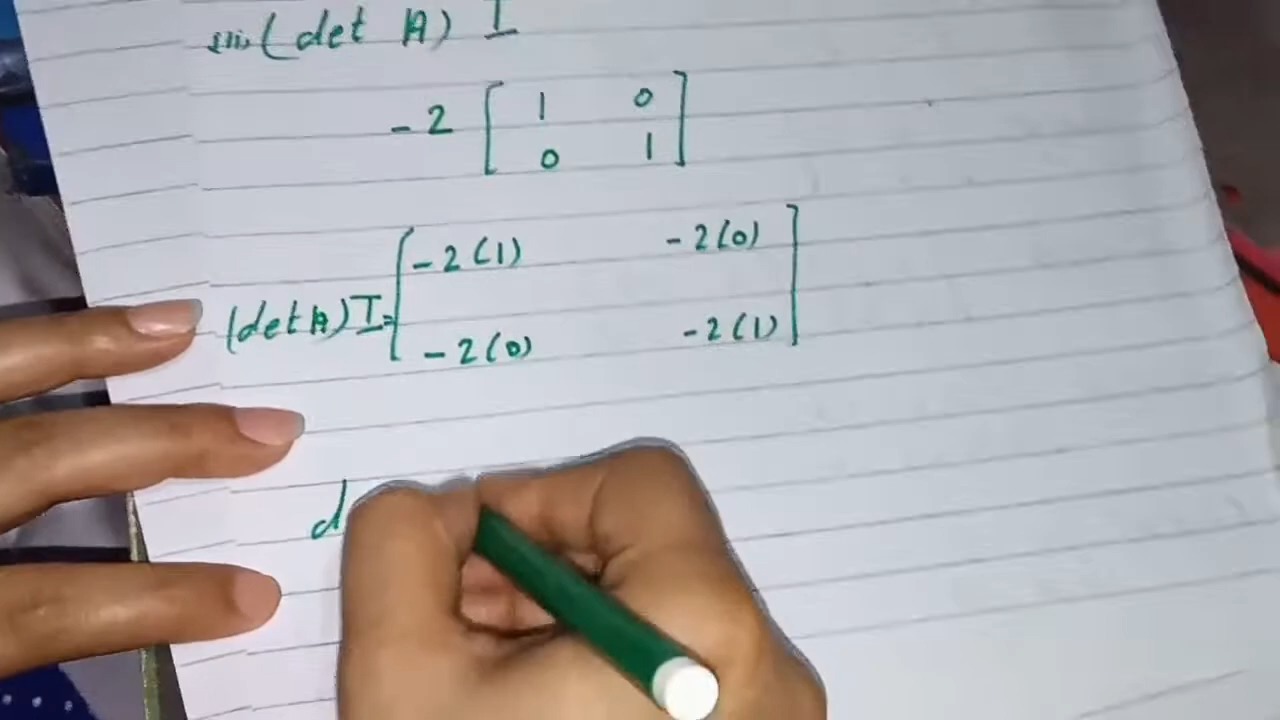 iii (det A) I
-2 [ 1 0
0 1 ]
[ -2(1) -2(0)
(det A) I =
-2(0) -2(1) ]
d